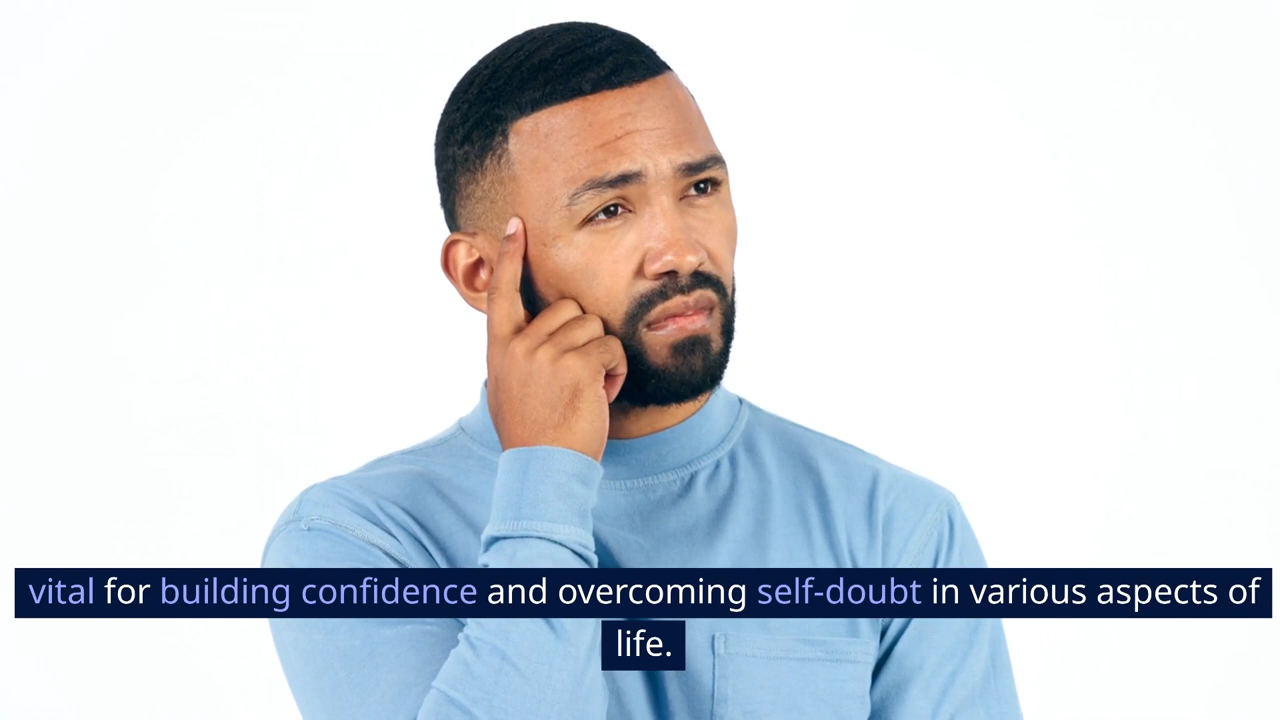 vital for building confidence and overcoming self-doubt in various aspects of
life.